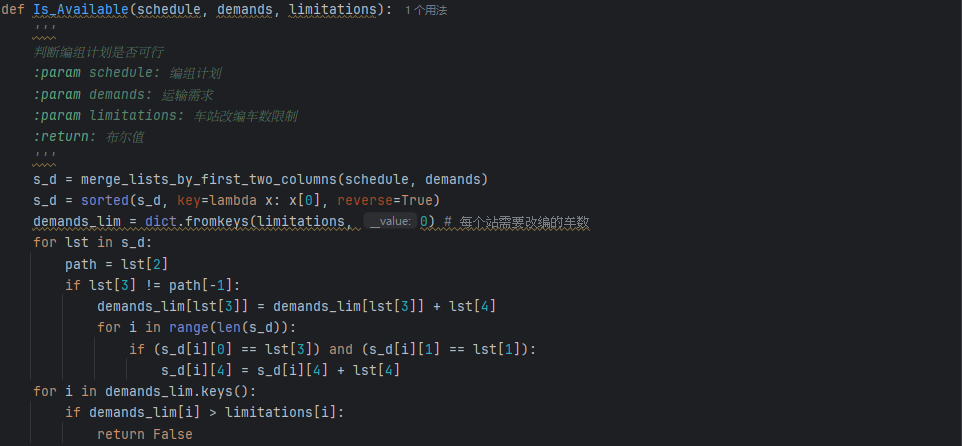 def Is_Available(schedule, demands, limitations): 1 个用法
    '''
    判断编组计划是否可行
    :param schedule: 编组计划
    :param demands: 运输需求
    :param limitations: 车站改编车数限制
    :return: 布尔值
    '''
    s_d = merge_lists_by_first_two_columns(schedule, demands)
    s_d = sorted(s_d, key=lambda x: x[0], reverse=True)
    demands_lim = dict.fromkeys(limitations, __value: 0) # 每个站需要改编的车数
    for lst in s_d:
        path = lst[2]
        if lst[3] != path[-1]:
            demands_lim[lst[3]] = demands_lim[lst[3]] + lst[4]
            for i in range(len(s_d)):
                if (s_d[i][0] == lst[3]) and (s_d[i][1] == lst[1]):
                    s_d[i][4] = s_d[i][4] + lst[4]
    for i in demands_lim.keys():
        if demands_lim[i] > limitations[i]:
            return False